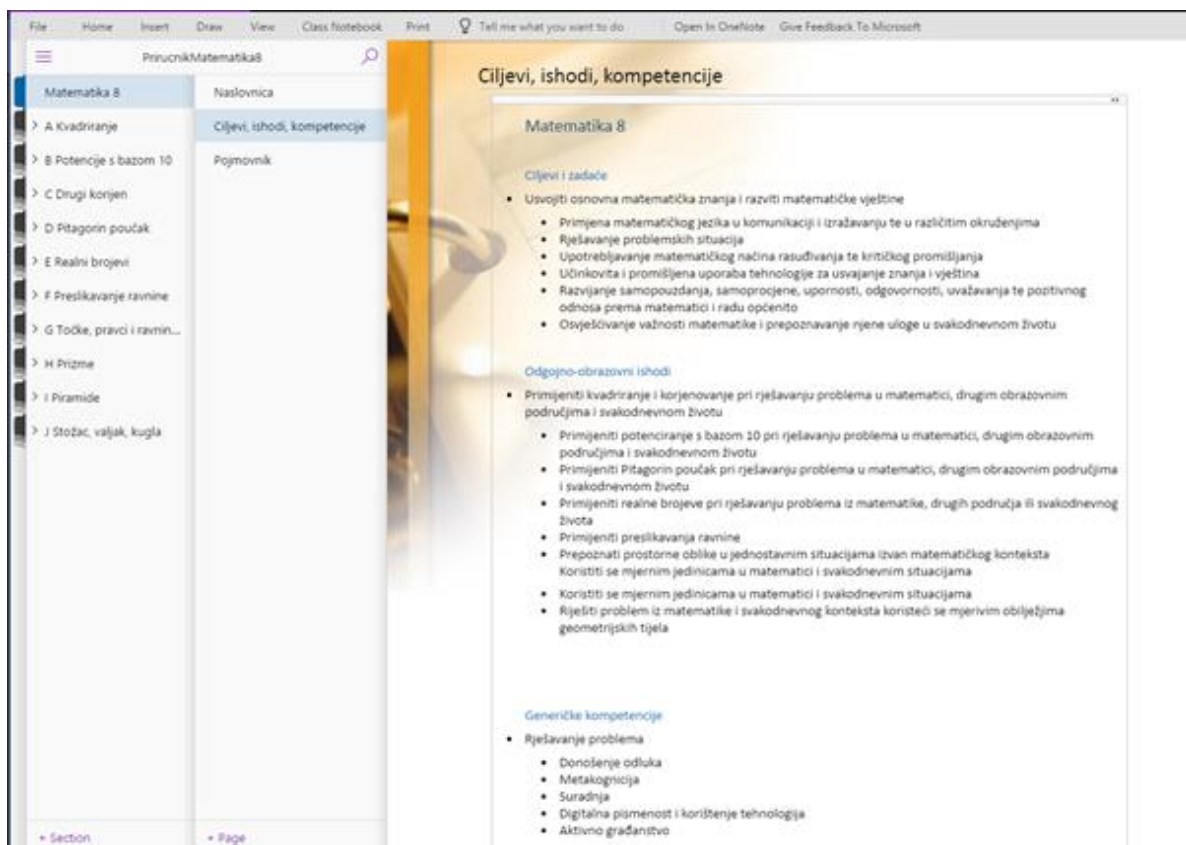 File Home Insert Draw View Class Notebook Print Tell me what you want to do Open In OneNote Give Feedback To Microsoft
PrirucnikMatematika8
Matematika 8
> A Kvadriranje
> B Potencije s bazom 10
> C Drugi konjen
> D Pitagorin poučak
> E Realni brojevi
> F Preslikavanje ravnine
> G Točke, pravci i ravnin...
> H Prizme
> I Piramide
> J Stožac, valjak, kugla
+ Section
Naslovnica
Ciljevi, ishodi, kompetencije
Pojmovnik
+ Page
Ciljevi, ishodi, kompetencije
Matematika 8
Ciljevi i zadaće
• Usvojiti osnovna matematička znanja i razviti matematičke vještine
• Primjena matematičkog jezika u komunikaciji i izražavanju te u različitim okruženjima
• Rješavanje problemskih situacija
• Upotrebljavanje matematičkog načina rasuđivanja te kritičkog promišljanja
• Učinkovita i promišljena uporaba tehnologije za usvajanje znanja i vještina
• Razvijanje samopouzdanja, samoprocjene, upornosti, odgovornosti, uvažavanja te pozitivnog
odnosa prema matematici i radu općenito
• Osvješćivanje važnosti matematike i prepoznavanje njene uloge u svakodnevnom životu
Odgojno-obrazovni ishodi
• Primijeniti kvadriranje i korjenovanje pri rješavanju problema u matematici, drugim obrazovnim
područjima i svakodnevnom životu
• Primijeniti potenciranje s bazom 10 pri rješavanju problema u matematici, drugim obrazovnim
područjima i svakodnevnom životu
• Primijeniti Pitagorin poučak pri rješavanju problema u matematici, drugim obrazovnim područjima
i svakodnevnom životu
• Primijeniti realne brojeve pri rješavanju problema iz matematike, drugih područja ili svakodnevnog
života
• Primijeniti preslikavanja ravnine
• Prepoznati prostorne oblike u jednostavnim situacijama izvan matematičkog konteksta
Koristiti se mjernim jedinicama u matematici i svakodnevnim situacijama
• Koristiti se mjernim jedinicama u matematici i svakodnevnim situacijama
• Riješiti problem iz matematike i svakodnevnog konteksta koristeći se mjerivim obilježjima
geometrijskih tijela
Generičke kompetencije
• Rješavanje problema
• Donošenje odluka
• Metakognicija
• Suradnja
• Digitalna pismenost i korištenje tehnologija
• Aktivno građanstvo